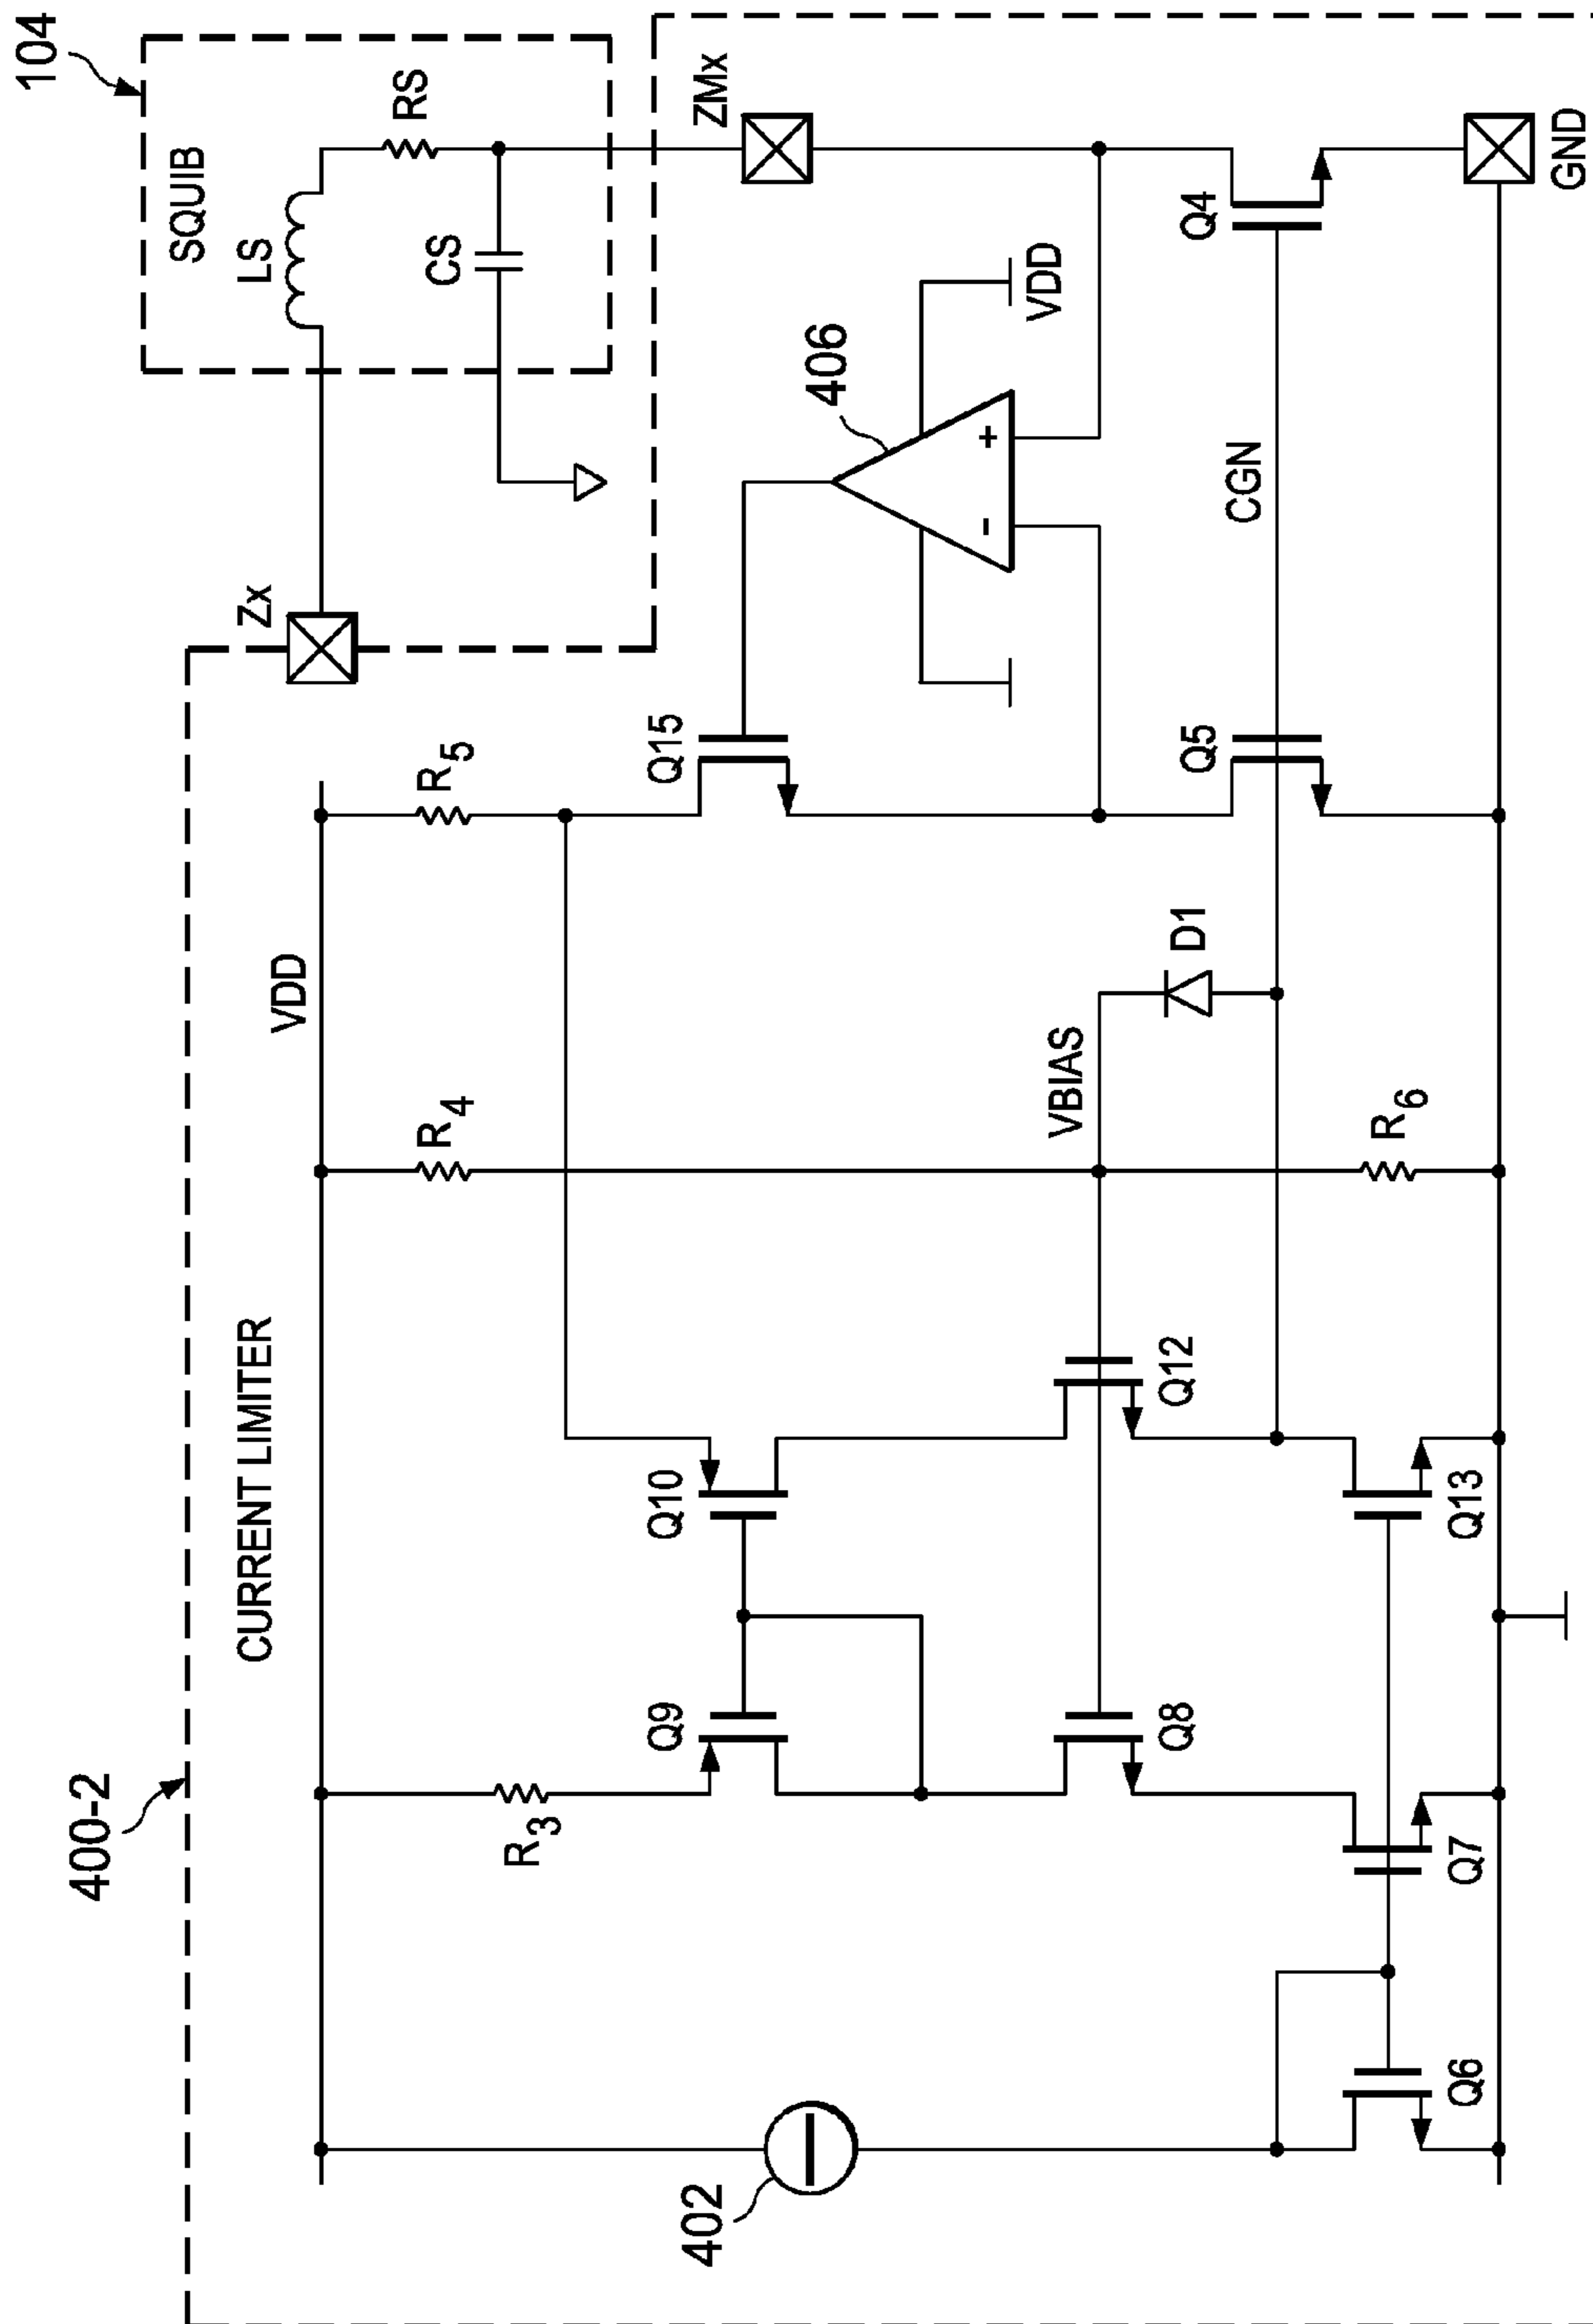 104
SQUIB
LS
RS
CS
400-2
CURRENT LIMITER
VDD
Zx
ZMx
R3
R4
R5
Q9
Q10
Q15
406
-
+
VDD
402
Q8
Q12
VBIAS
D1
CGN
Q5
Q4
Q6
Q7
Q13
R6
GND